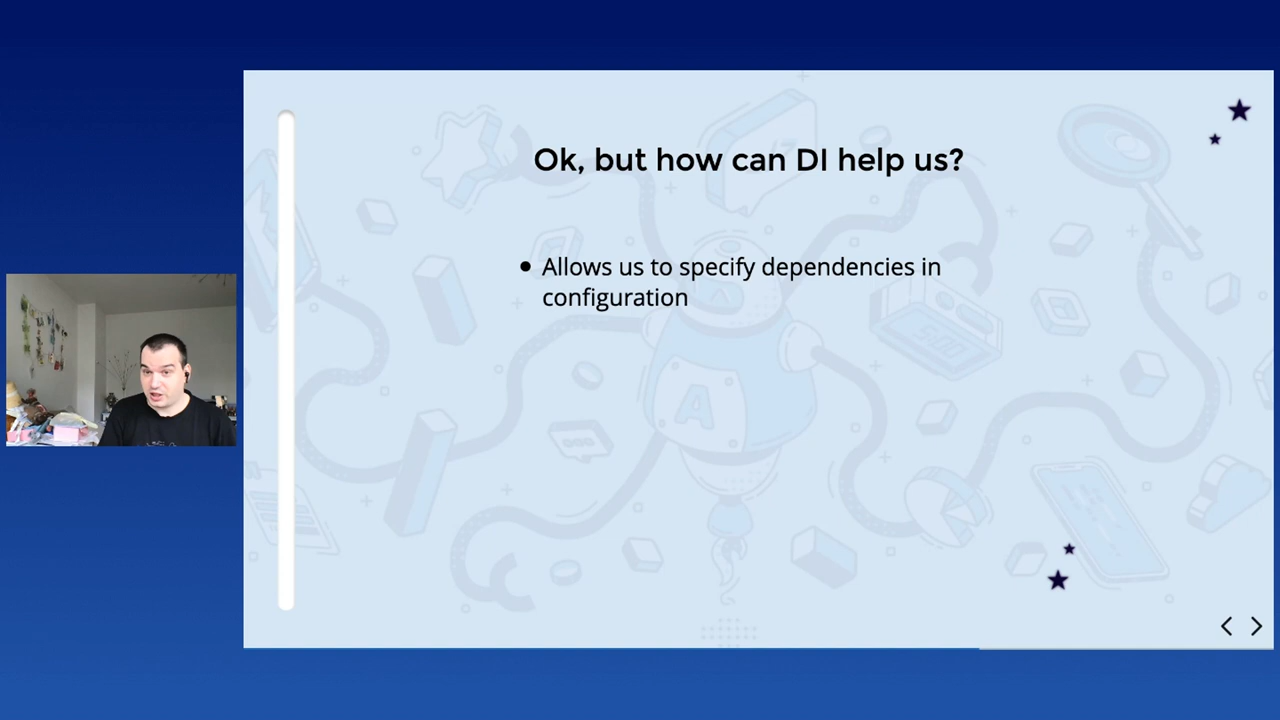 Ok, but how can DI help us?
• Allows us to specify dependencies in
configuration
A